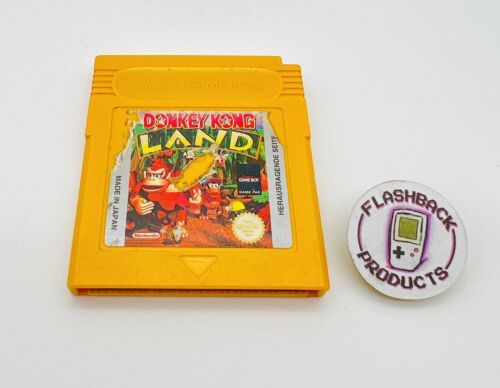 Nintendo GAME BOY
DONKEY KONG
LAND
MADE IN JAPAN
HERAUSRAGENDE SEITE
GAME BOY
Nintendo
FLASHBACK
PRODUCTS